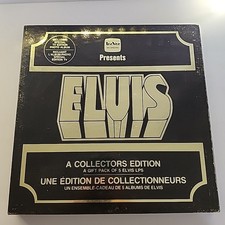 Presents
ELVIS
A COLLECTORS EDITION
A GIFT PACK OF 5 ELVIS LPS
UNE ÉDITION DE COLLECTIONNEURS
UN ENSEMBLE-CADEAU DE 5 ALBUMS DE ELVIS